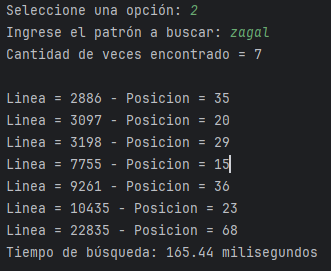 Seleccione una opción: 2
Ingrese el patrón a buscar: zagal
Cantidad de veces encontrado = 7
Linea = 2886 - Posicion = 35
Linea = 3097 - Posicion = 20
Linea = 3198 - Posicion = 29
Linea = 7755 - Posicion = 15
Linea = 9261 - Posicion = 36
Linea = 10435 - Posicion = 23
Linea = 22835 - Posicion = 68
Tiempo de búsqueda: 165.44 milisegundos